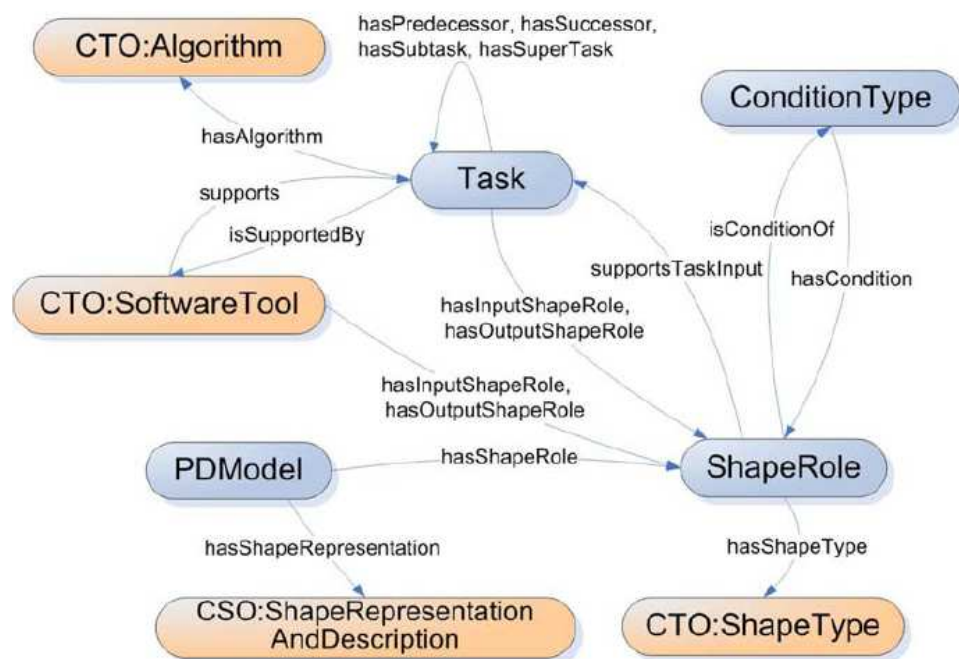 hasPredecessor, hasSuccessor,
hasSubtask, hasSuperTask
CTO:Algorithm
ConditionType
hasAlgorithm
Task
supports
isSupportedBy
isConditionOf
supportsTaskInput
hasCondition
CTO:SoftwareTool
hasInputShapeRole,
hasOutputShapeRole
hasInputShapeRole,
hasOutputShapeRole
PDModel
hasShapeRole
ShapeRole
hasShapeRepresentation
hasShapeType
CSO:ShapeRepresentation
AndDescription
CTO:ShapeType